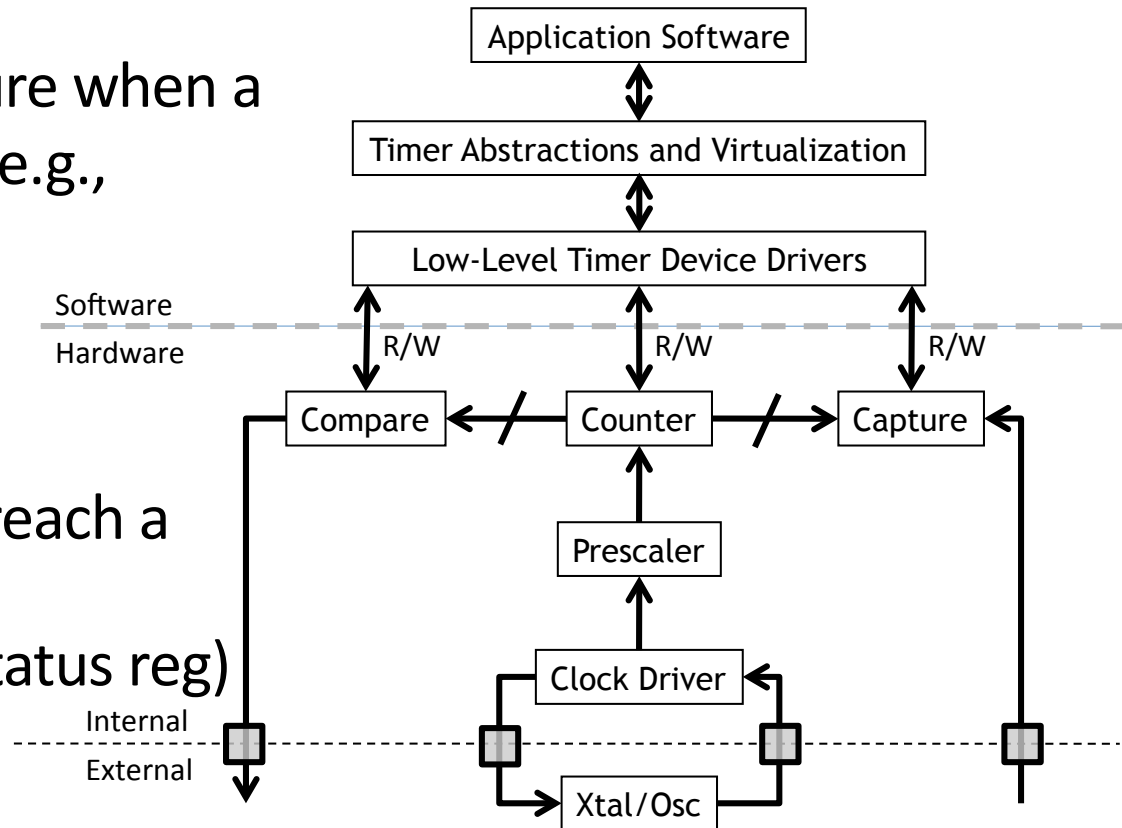 ure when a
e.g.,
reach a
tatus reg)
Application Software
Timer Abstractions and Virtualization
Low-Level Timer Device Drivers
Software
Hardware
R/W
R/W
R/W
Compare
Counter
Capture
Prescaler
Clock Driver
Internal
External
Xtal/Osc